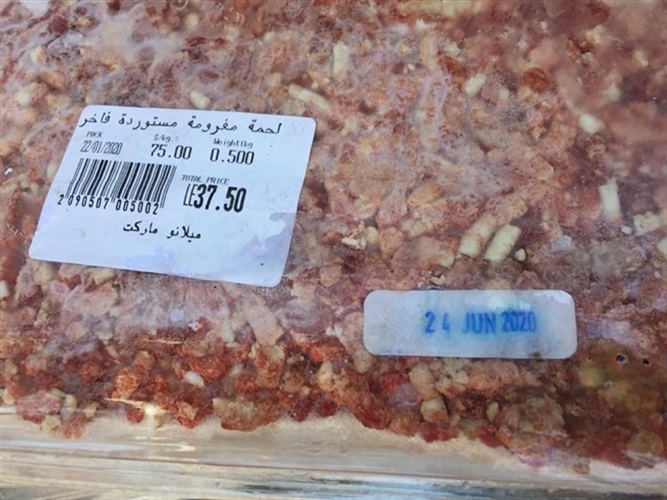 لحمة مفرومة مستوردة فاخر
PACK $/kg : Weight(kg
22/01/2020 75.00 0.500
TOTAL PRICE
LE37.50
2 090507 005002
ميلانو ماركت
24 JUN 2020